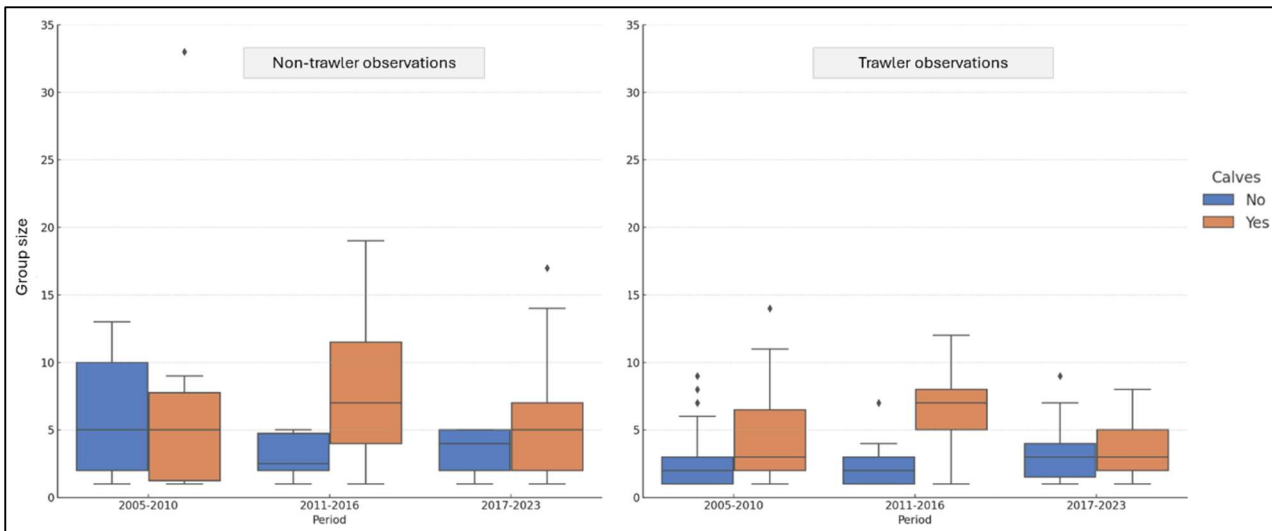 Non-trawler observations
Trawler observations
Group size
35
30
25
20
15
10
5
0
2005-2010
2011-2016
2017-2023
Period
35
30
25
20
15
10
5
0
2005-2010
2011-2016
2017-2023
Period
Calves
No
Yes